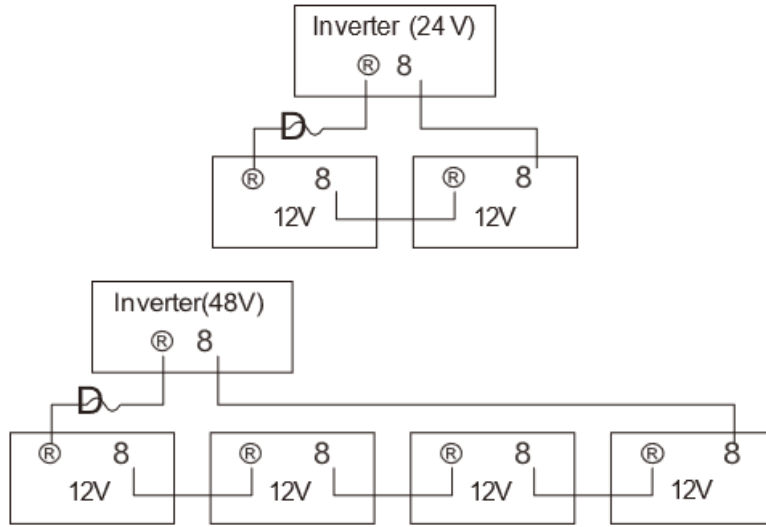 Inverter (24 V)
® 8
D
® 8 ® 8
12V 12V
Inverter(48V)
® 8
D
® 8 ® 8 ® 8 ® 8
12V 12V 12V 12V